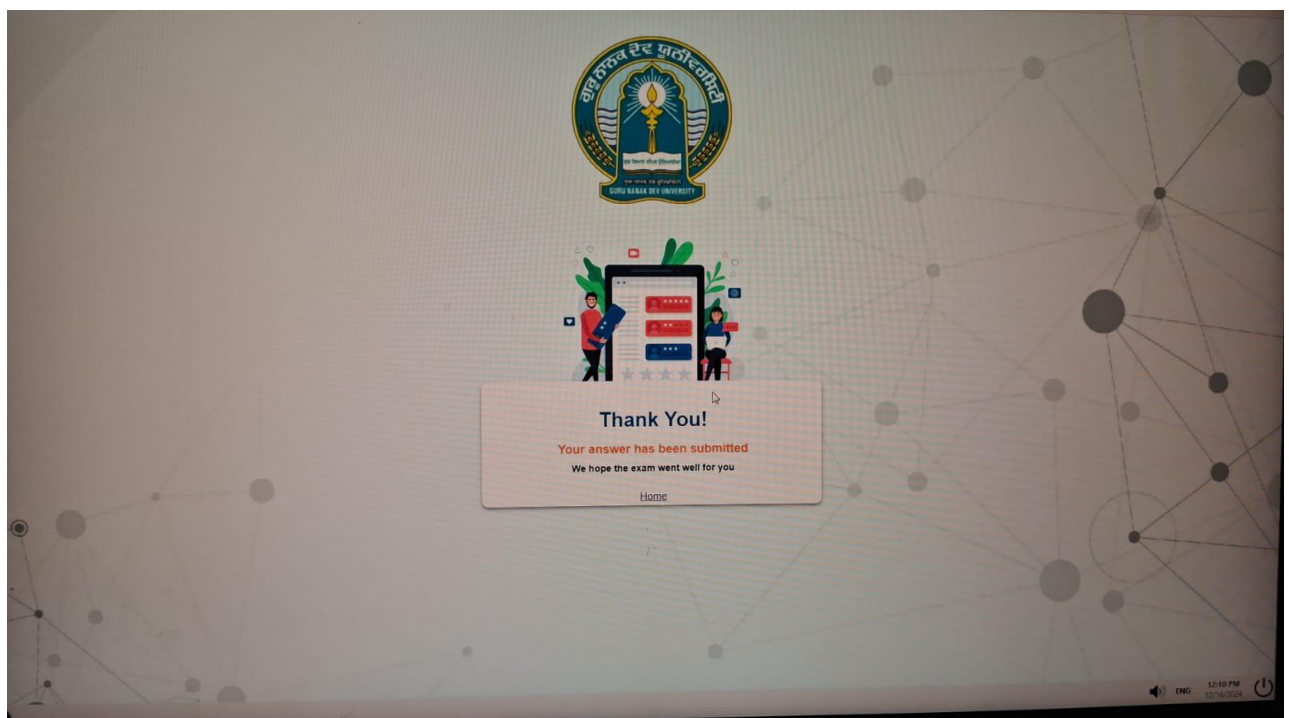 ਗੁਰੂ ਨਾਨਕ ਦੇਵ ਯੂਨੀਵਰਸਿਟੀ
GURU NANAK DEV UNIVERSITY
Thank You!
Your answer has been submitted
We hope the exam went well for you
Home
ENG
12:10 PM
12/16/2024